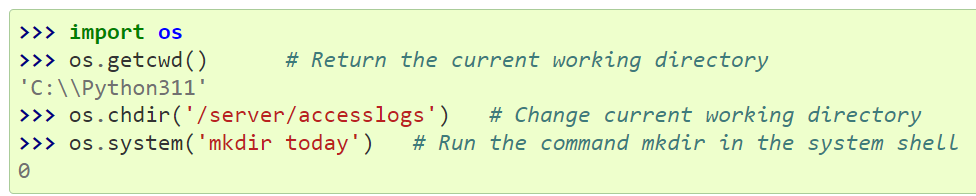 >>> import os
>>> os.getcwd()      # Return the current working directory
'C:\\Python311'
>>> os.chdir('/server/accesslogs')   # Change current working directory
>>> os.system('mkdir today')   # Run the command mkdir in the system shell
0